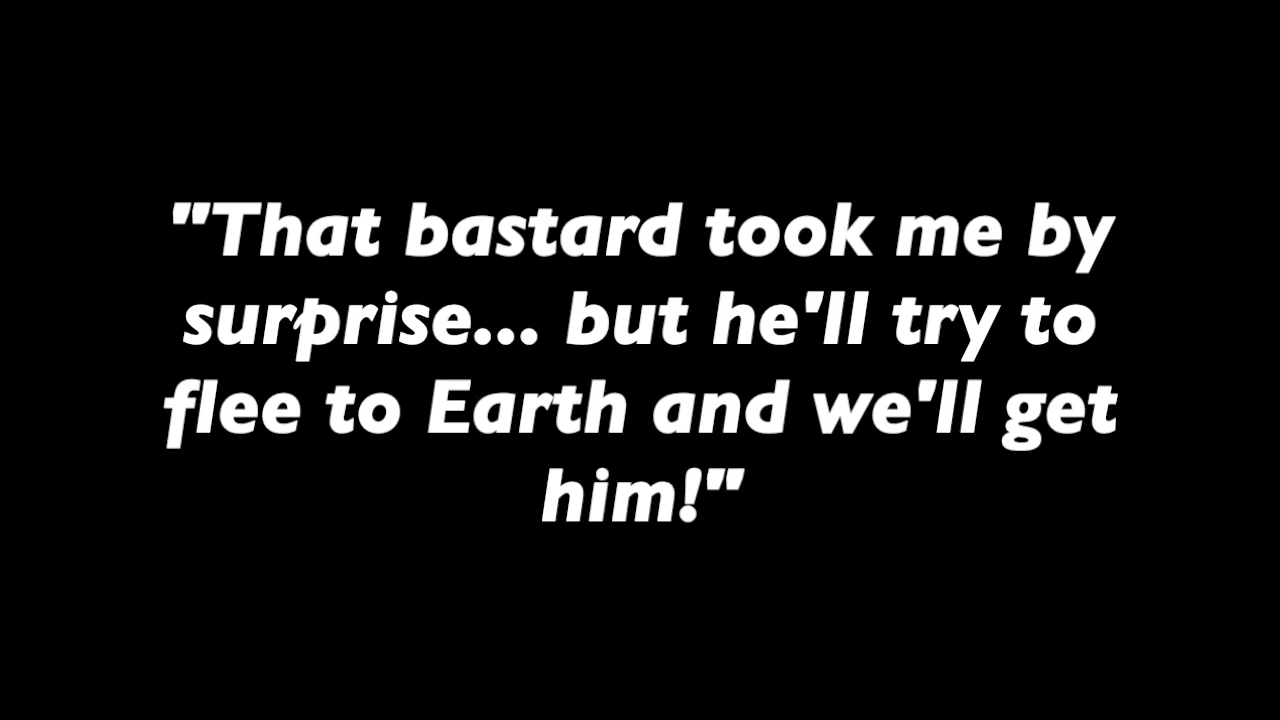 "That bastard took me by
surprise... but he'll try to
flee to Earth and we'll get
him!"